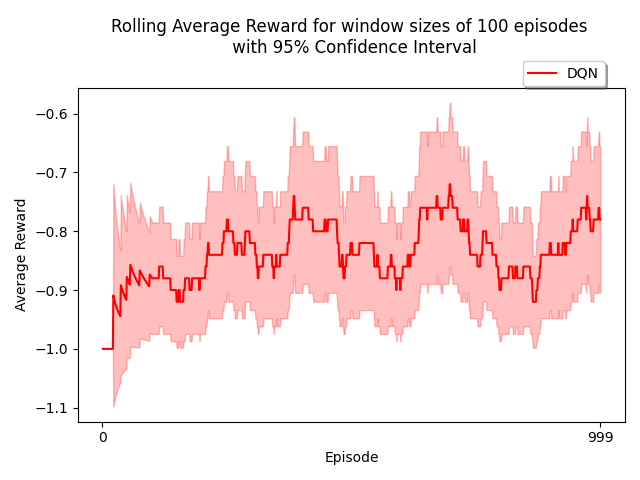 Rolling Average Reward for window sizes of 100 episodes
with 95% Confidence Interval
DQN
−0.6
−0.7
−0.8
−0.9
−1.0
−1.1
Average Reward
0
999
Episode